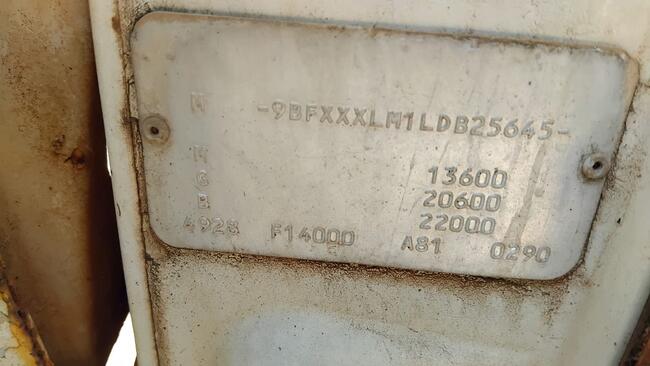 N -9BFXXXLM1LDB25645-
M 13600
G 20600
B 22000
4928 F14000 A81 0290